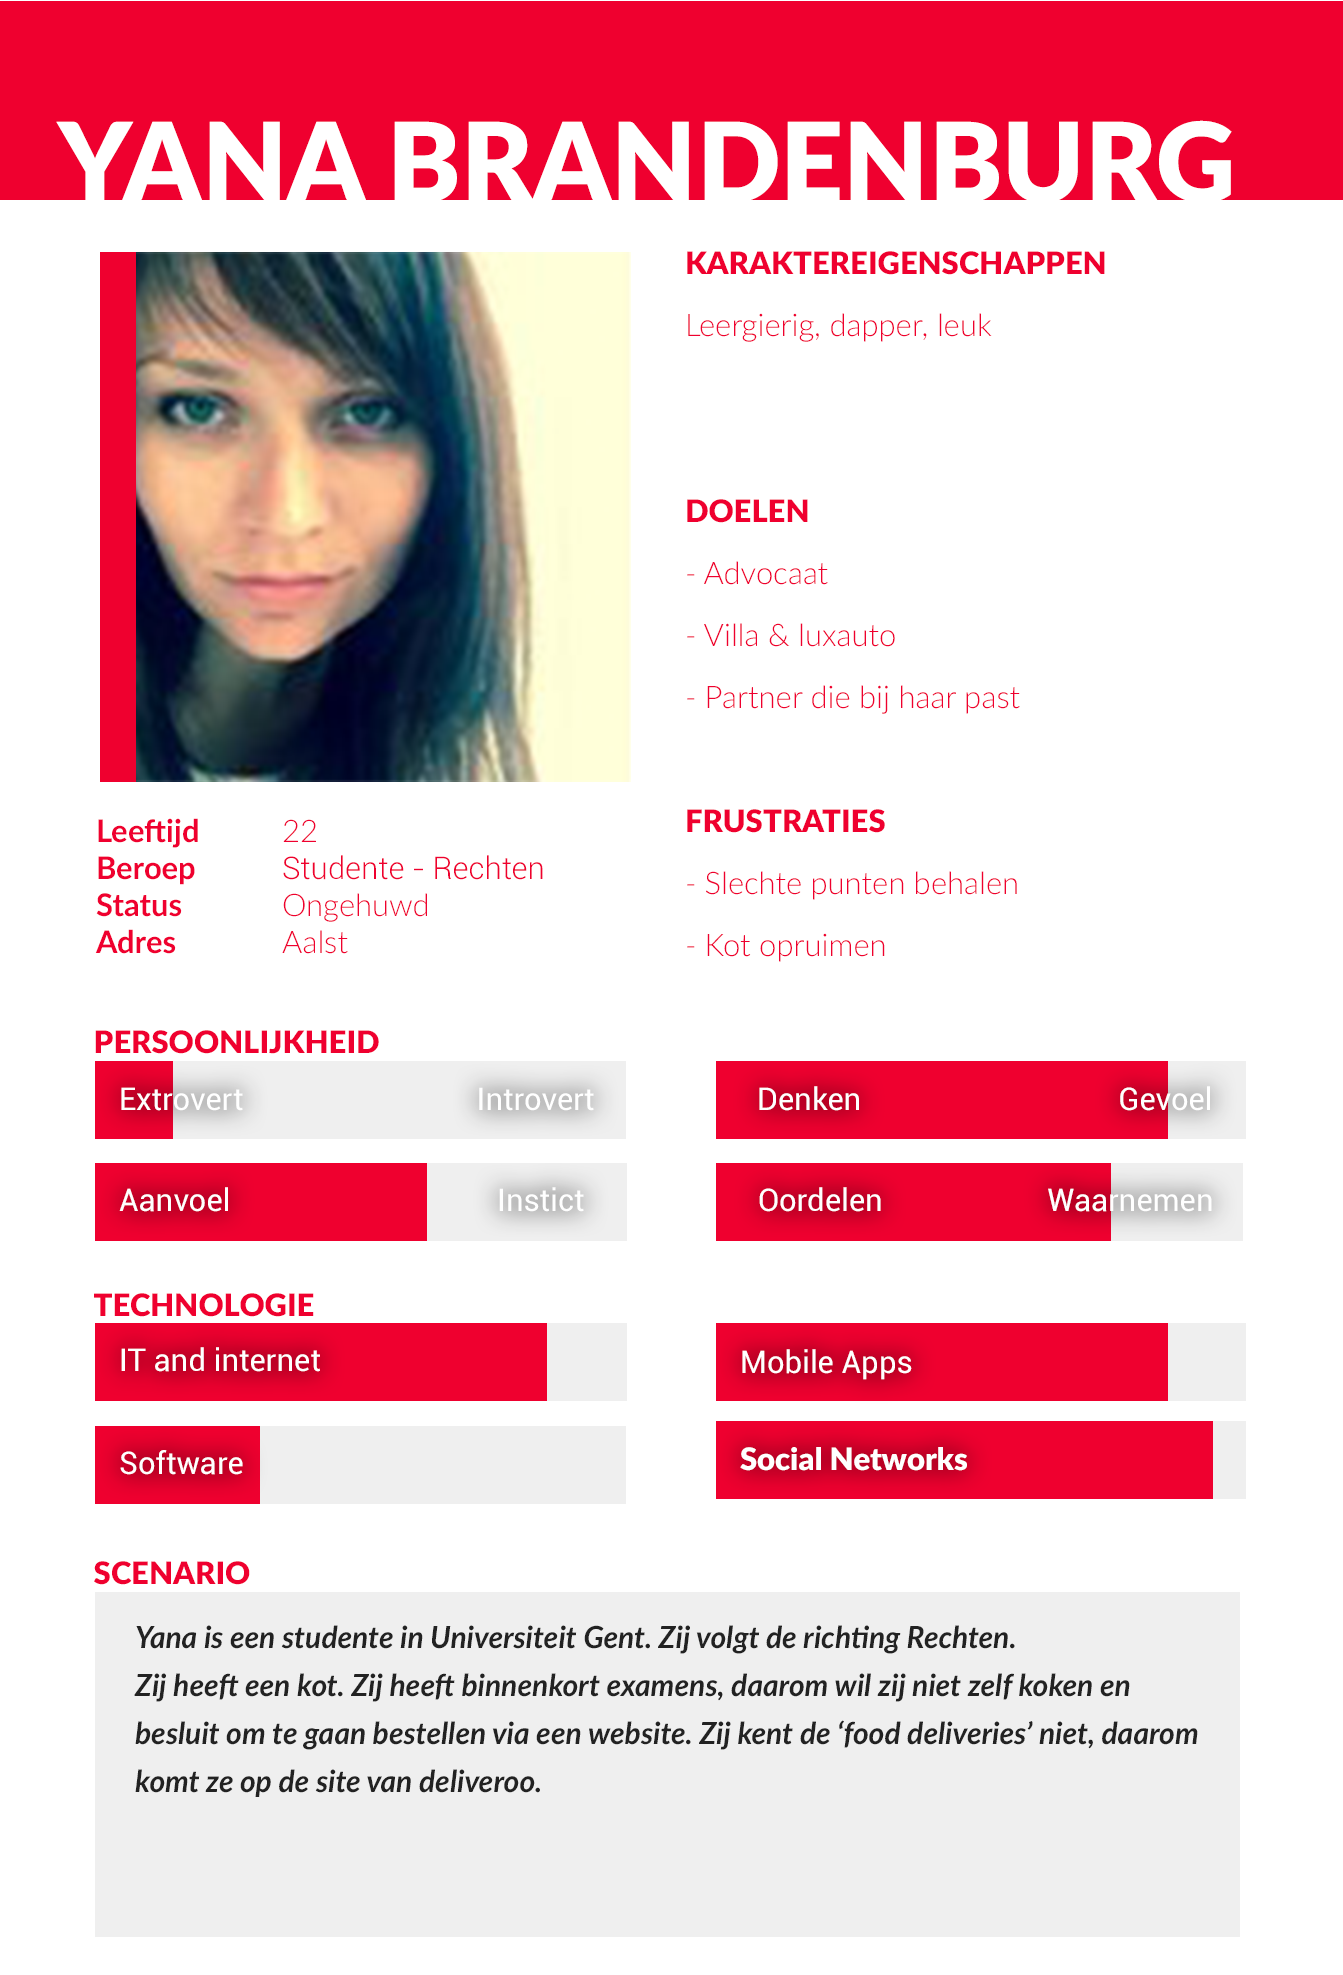 YANA BRANDENBURG
KARAKTEREIGENSCHAPPEN
Leergierig, dapper, leuk
DOELEN
- Advocaat
- Villa & luxauto
- Partner die bij haar past
Leeftijd 22
Beroep Studente - Rechten
Status Ongehuwd
Adres Aalst
FRUSTRATIES
- Slechte punten behalen
- Kot opruimen
PERSOONLIJKHEID
Extrovert Introvert
Denken Gevoel
Aanvoel Instict
Oordelen Waarnemen
TECHNOLOGIE
IT and internet
Mobile Apps
Software
Social Networks
SCENARIO
Yana is een studente in Universiteit Gent. Zij volgt de richting Rechten.
Zij heeft een kot. Zij heeft binnenkort examens, daarom wil zij niet zelf koken en
besluit om te gaan bestellen via een website. Zij kent de ‘food deliveries’ niet, daarom
komt ze op de site van deliveroo.